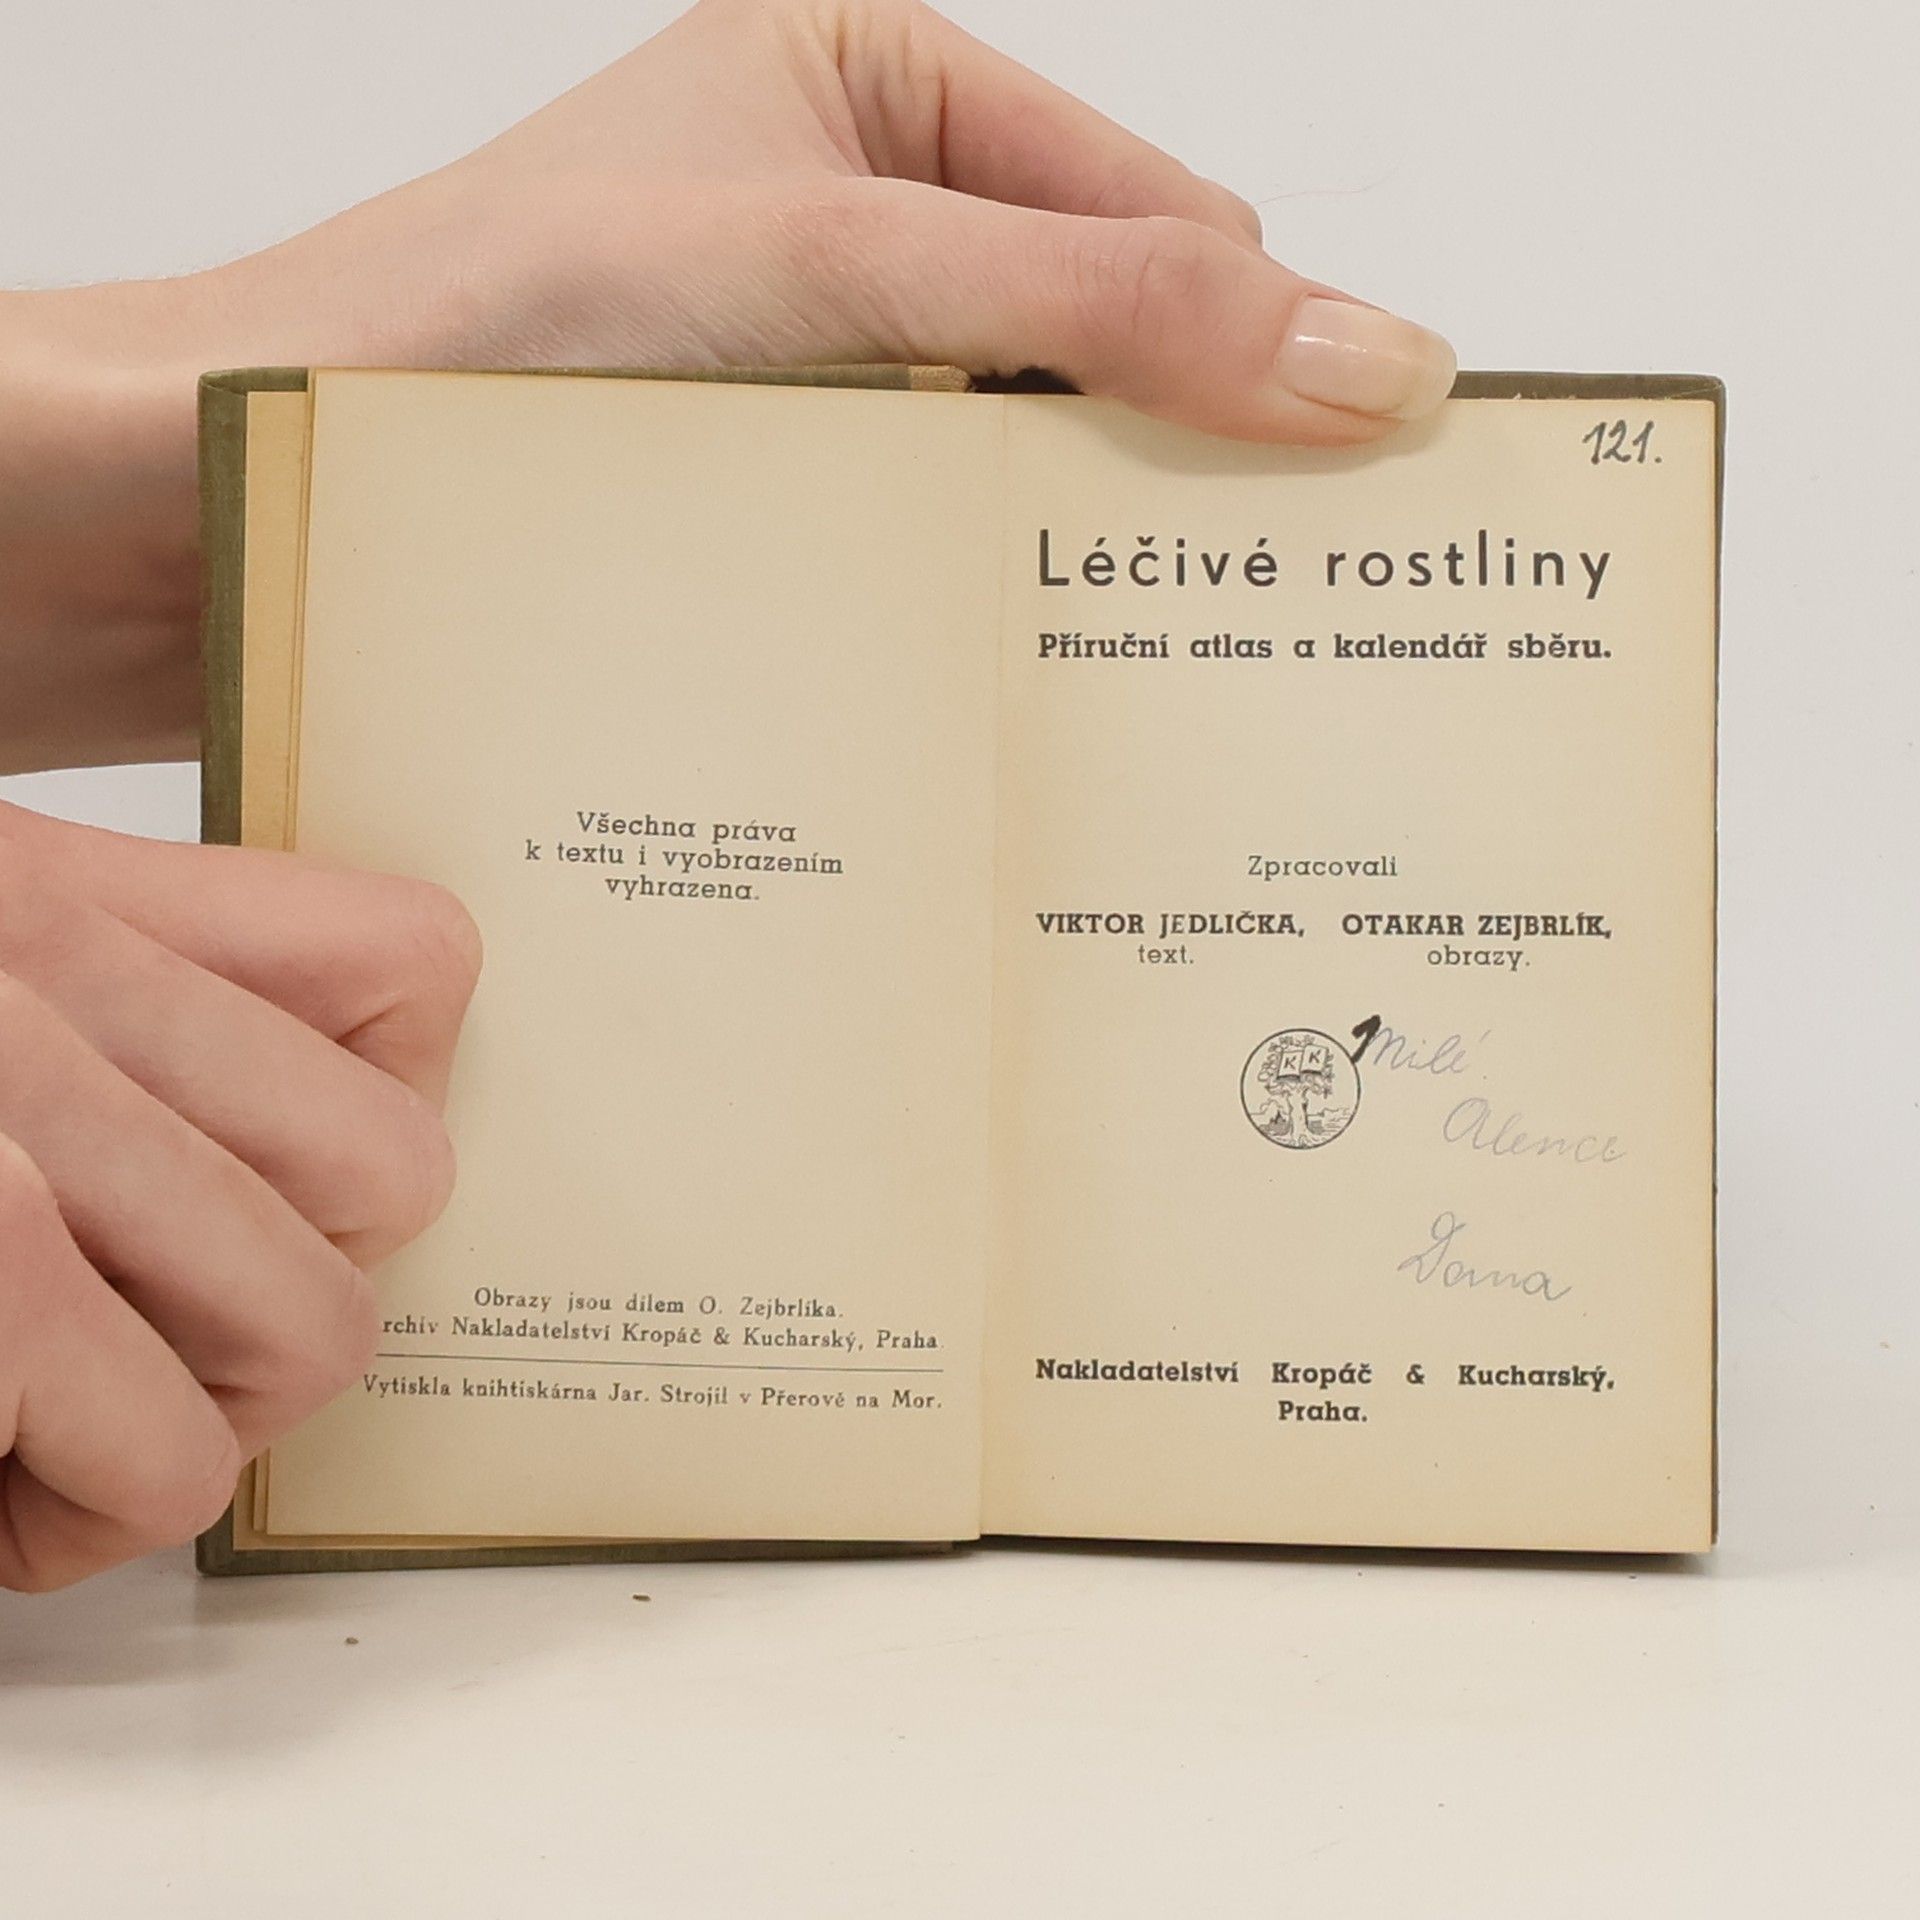 Všechna práva
k textu i vyobrazením
vyhrazena.
Obrazy jsou dílem O. Zejbrlíka.
rchiv Nakladatelství Kropáč & Kucharský, Praha.
Vytiskla knihtiskárna Jar. Strojil v Přerově na Mor.
121.
Léčivé rostliny
Příruční atlas a kalendář sběru.
Zpracovali
VIKTOR JEDLIČKA, OTAKAR ZEJBRLÍK,
text. obrazy.
K K
1
Milé
Alence
Dana
Nakladatelství Kropáč & Kucharský,
Praha.